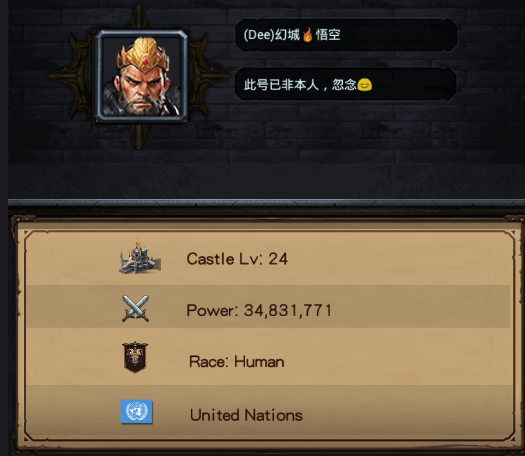 (Dee)幻城🔥悟空
此号已非本人，忽念😊
Castle Lv: 24
Power: 34,831,771
Race: Human
United Nations